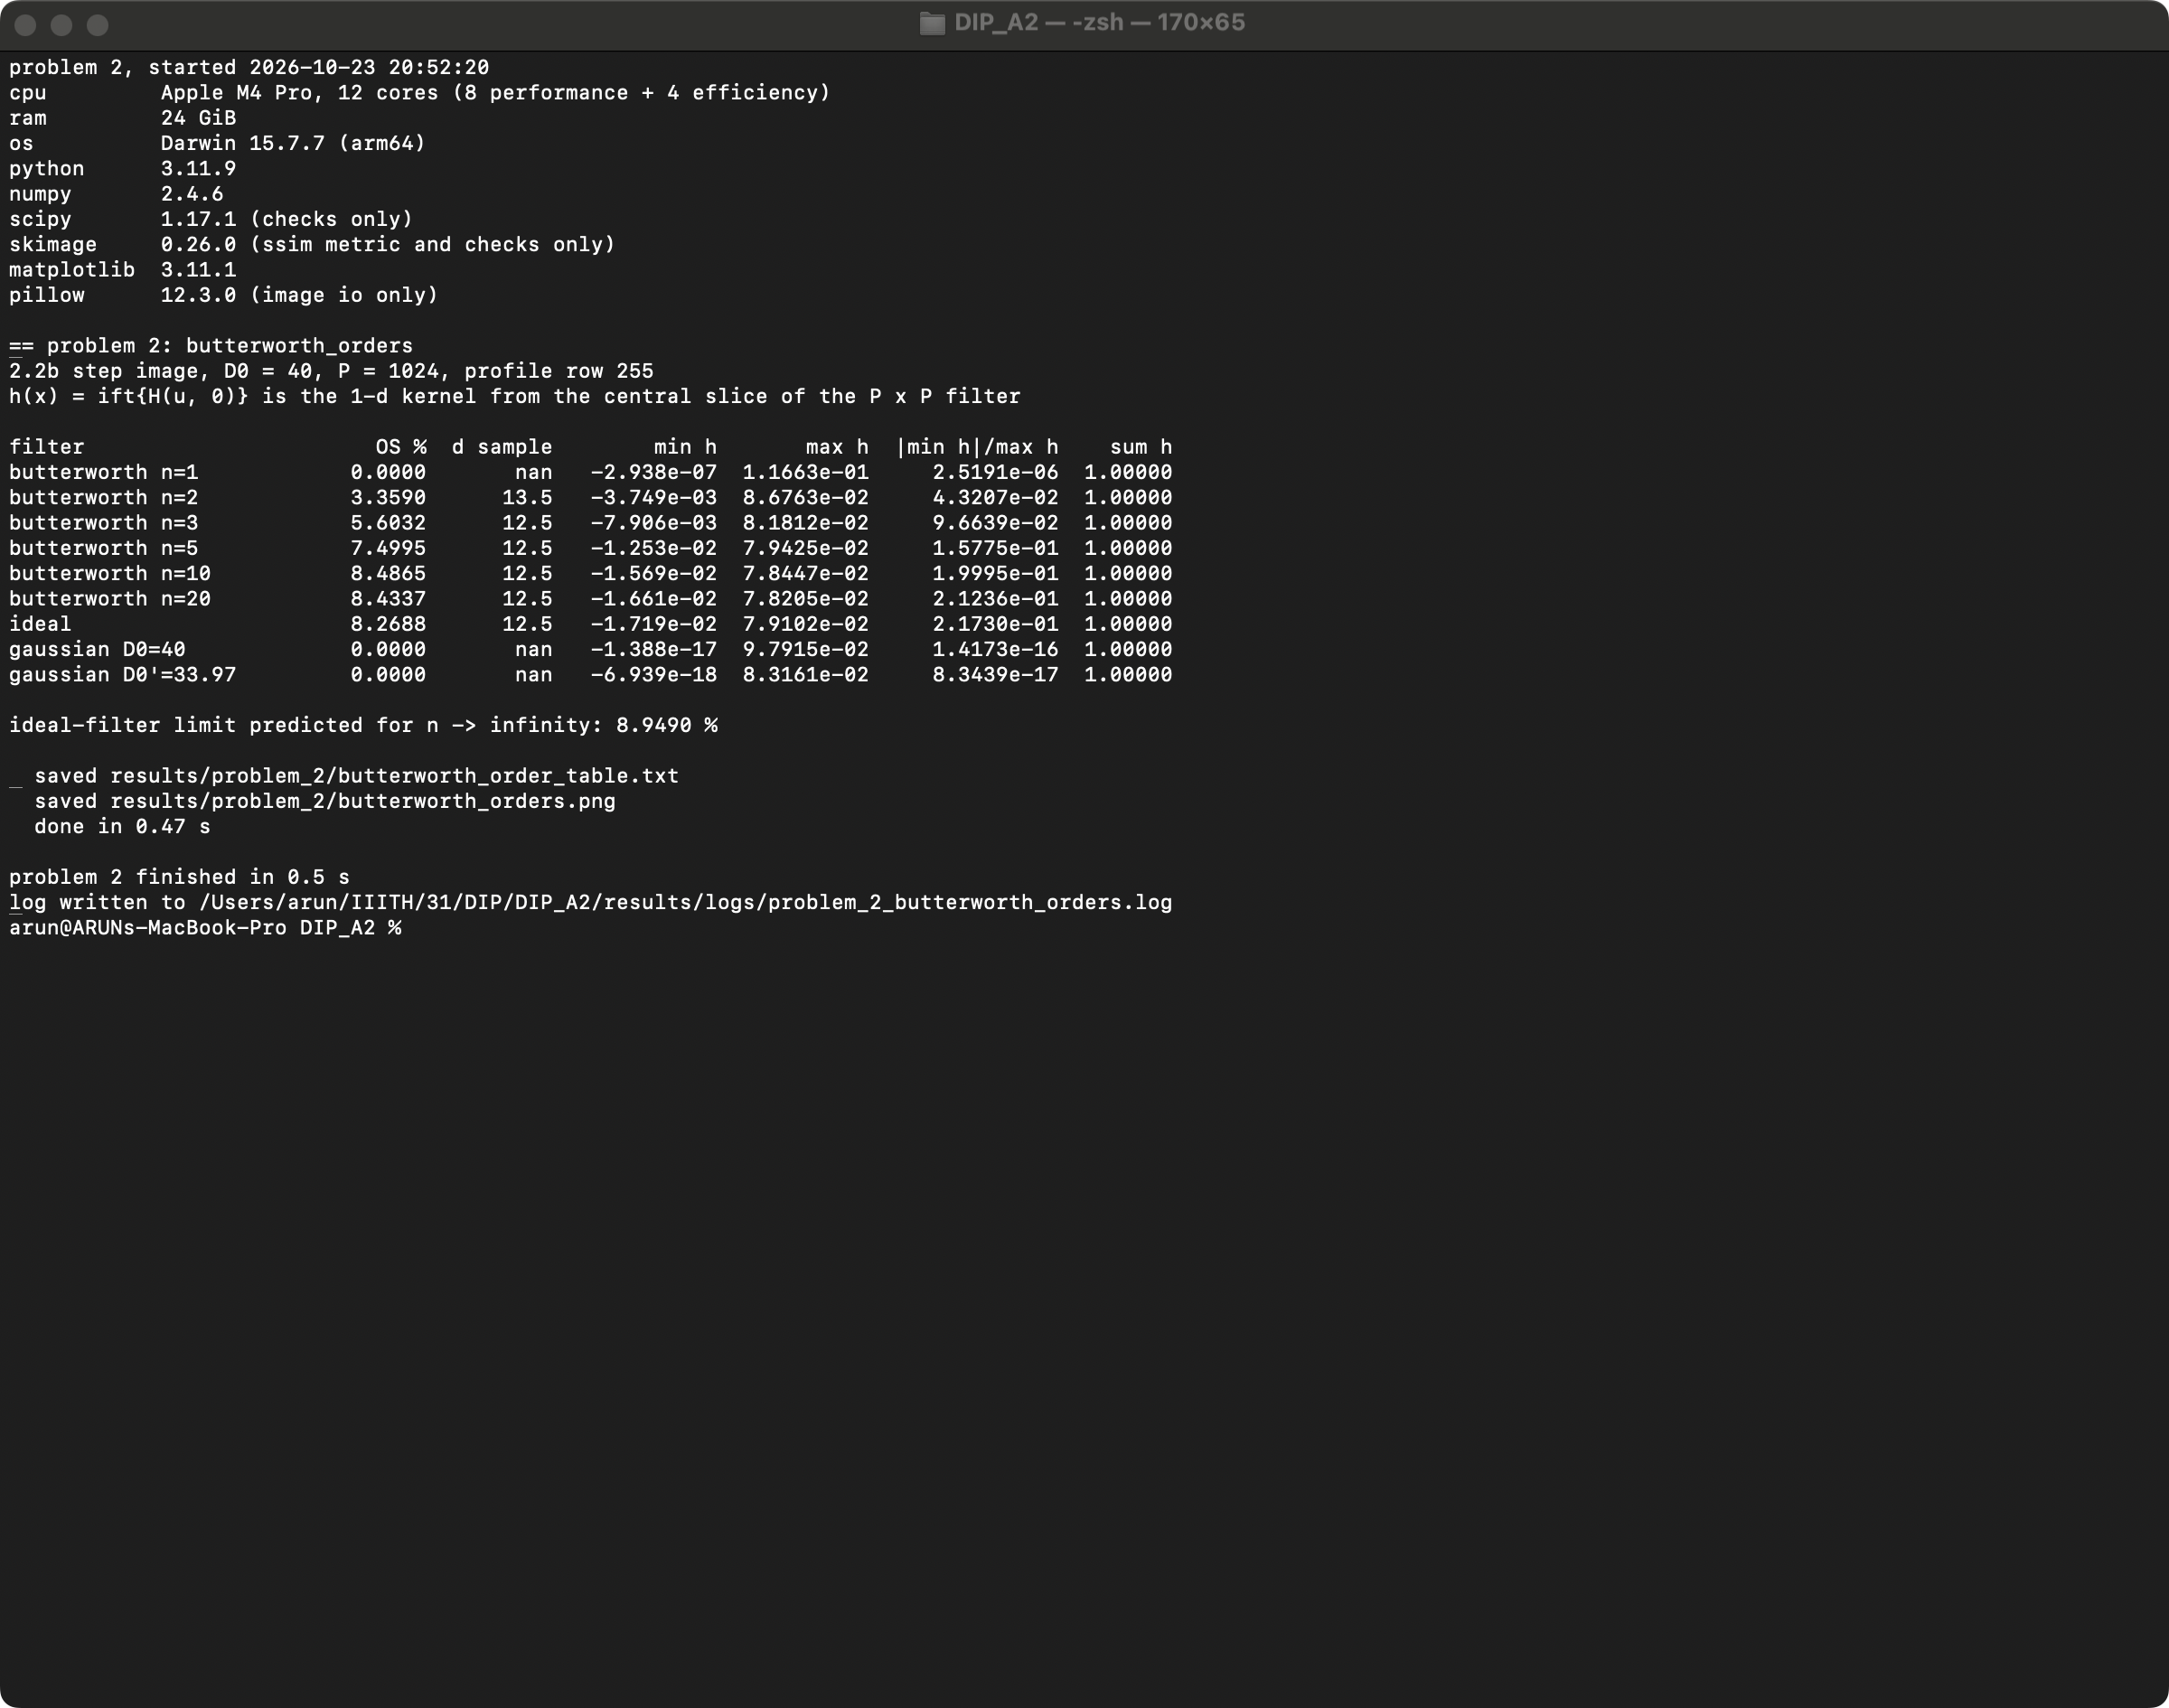 DIP_A2 — -zsh — 170×65
problem 2, started 2026-10-23 20:52:20
cpu         Apple M4 Pro, 12 cores (8 performance + 4 efficiency)
ram         24 GiB
os          Darwin 15.7.7 (arm64)
python      3.11.9
numpy       2.4.6
scipy       1.17.1 (checks only)
skimage     0.26.0 (ssim metric and checks only)
matplotlib  3.11.1
pillow      12.3.0 (image io only)

== problem 2: butterworth_orders
2.2b step image, D0 = 40, P = 1024, profile row 255
h(x) = ift{H(u, 0)} is the 1-d kernel from the central slice of the P x P filter

filter                       OS %  d sample        min h       max h  |min h|/max h    sum h
butterworth n=1            0.0000       nan   -2.938e-07  1.1663e-01     2.5191e-06  1.00000
butterworth n=2            3.3590      13.5   -3.749e-03  8.6763e-02     4.3207e-02  1.00000
butterworth n=3            5.6032      12.5   -7.906e-03  8.1812e-02     9.6639e-02  1.00000
butterworth n=5            7.4995      12.5   -1.253e-02  7.9425e-02     1.5775e-01  1.00000
butterworth n=10           8.4865      12.5   -1.569e-02  7.8447e-02     1.9995e-01  1.00000
butterworth n=20           8.4337      12.5   -1.661e-02  7.8205e-02     2.1236e-01  1.00000
ideal                      8.2688      12.5   -1.719e-02  7.9102e-02     2.1730e-01  1.00000
gaussian D0=40             0.0000       nan   -1.388e-17  9.7915e-02     1.4173e-16  1.00000
gaussian D0'=33.97         0.0000       nan   -6.939e-18  8.3161e-02     8.3439e-17  1.00000

ideal-filter limit predicted for n -> infinity: 8.9490 %

_ saved results/problem_2/butterworth_order_table.txt
  saved results/problem_2/butterworth_orders.png
  done in 0.47 s

problem 2 finished in 0.5 s
log written to /Users/arun/IIITH/31/DIP/DIP_A2/results/logs/problem_2_butterworth_orders.log
arun@ARUNs-MacBook-Pro DIP_A2 %